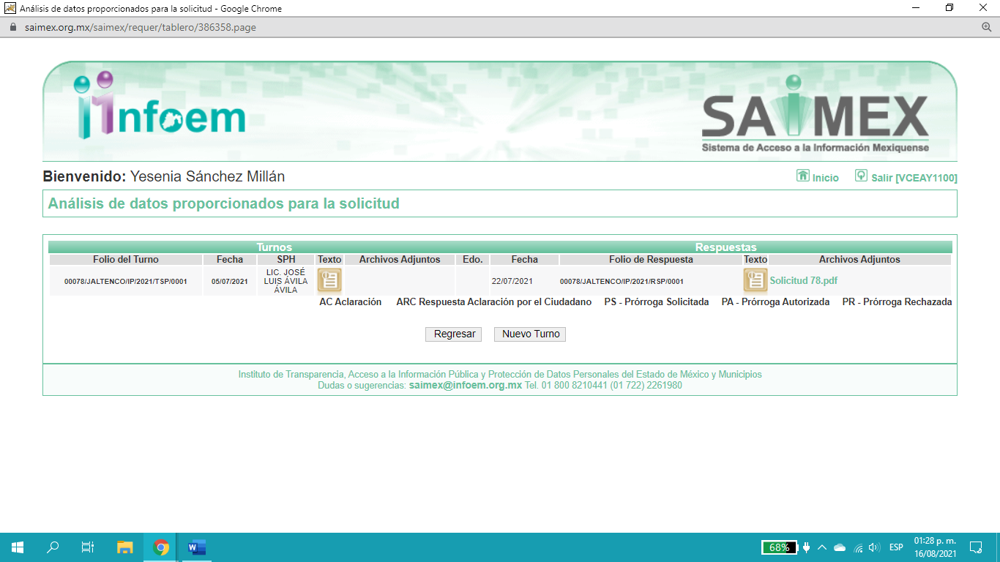 Análisis de datos proporcionados para la solicitud - Google Chrome
saimex.org.mx/saimex/requer/tablero/386358.page
infoem
SAIMEX
Sistema de Acceso a la Información Mexiquense
Bienvenido: Yesenia Sánchez Millán
Inicio Salir [VCEAY1100]
Análisis de datos proporcionados para la solicitud
Turnos Respuestas
Folio del Turno Fecha SPH Texto Archivos Adjuntos Edo. Fecha Folio de Respuesta Texto Archivos Adjuntos
00078/JALTENCO/IP/2021/TSP/0001 05/07/2021 LIC. JOSÉ LUIS ÁVILA ÁVILA 22/07/2021 00078/JALTENCO/IP/2021/RSP/0001 Solicitud 78.pdf
AC Aclaración ARC Respuesta Aclaración por el Ciudadano PS - Prórroga Solicitada PA - Prórroga Autorizada PR - Prórroga Rechazada
Regresar Nuevo Turno
Instituto de Transparencia, Acceso a la Información Pública y Protección de Datos Personales del Estado de México y Municipios
Dudas o sugerencias: saimex@infoem.org.mx Tel. 01 800 8210441 (01 722) 2261980
68% ESP 01:28 p. m.
16/08/2021